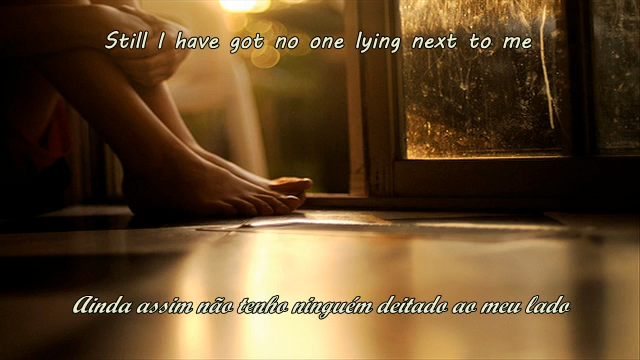 Still I have got no one lying next to me
Ainda assim não tenho ninguém deitado ao meu lado